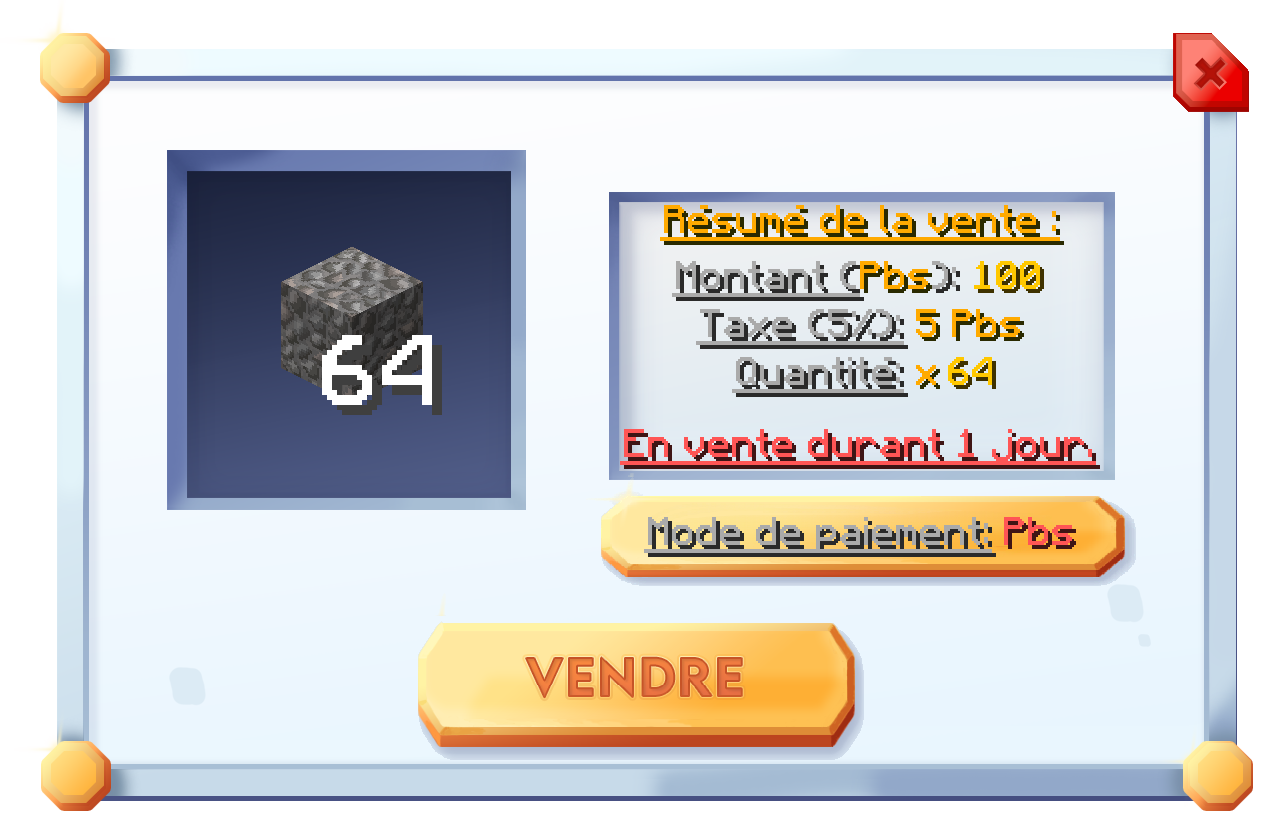 64
Résumé de la vente :
Montant (Pbs): 100
Taxe (5%): 5 Pbs
Quantité: x 64
En vente durant 1 jour.
Mode de paiement: Pbs
VENDRE